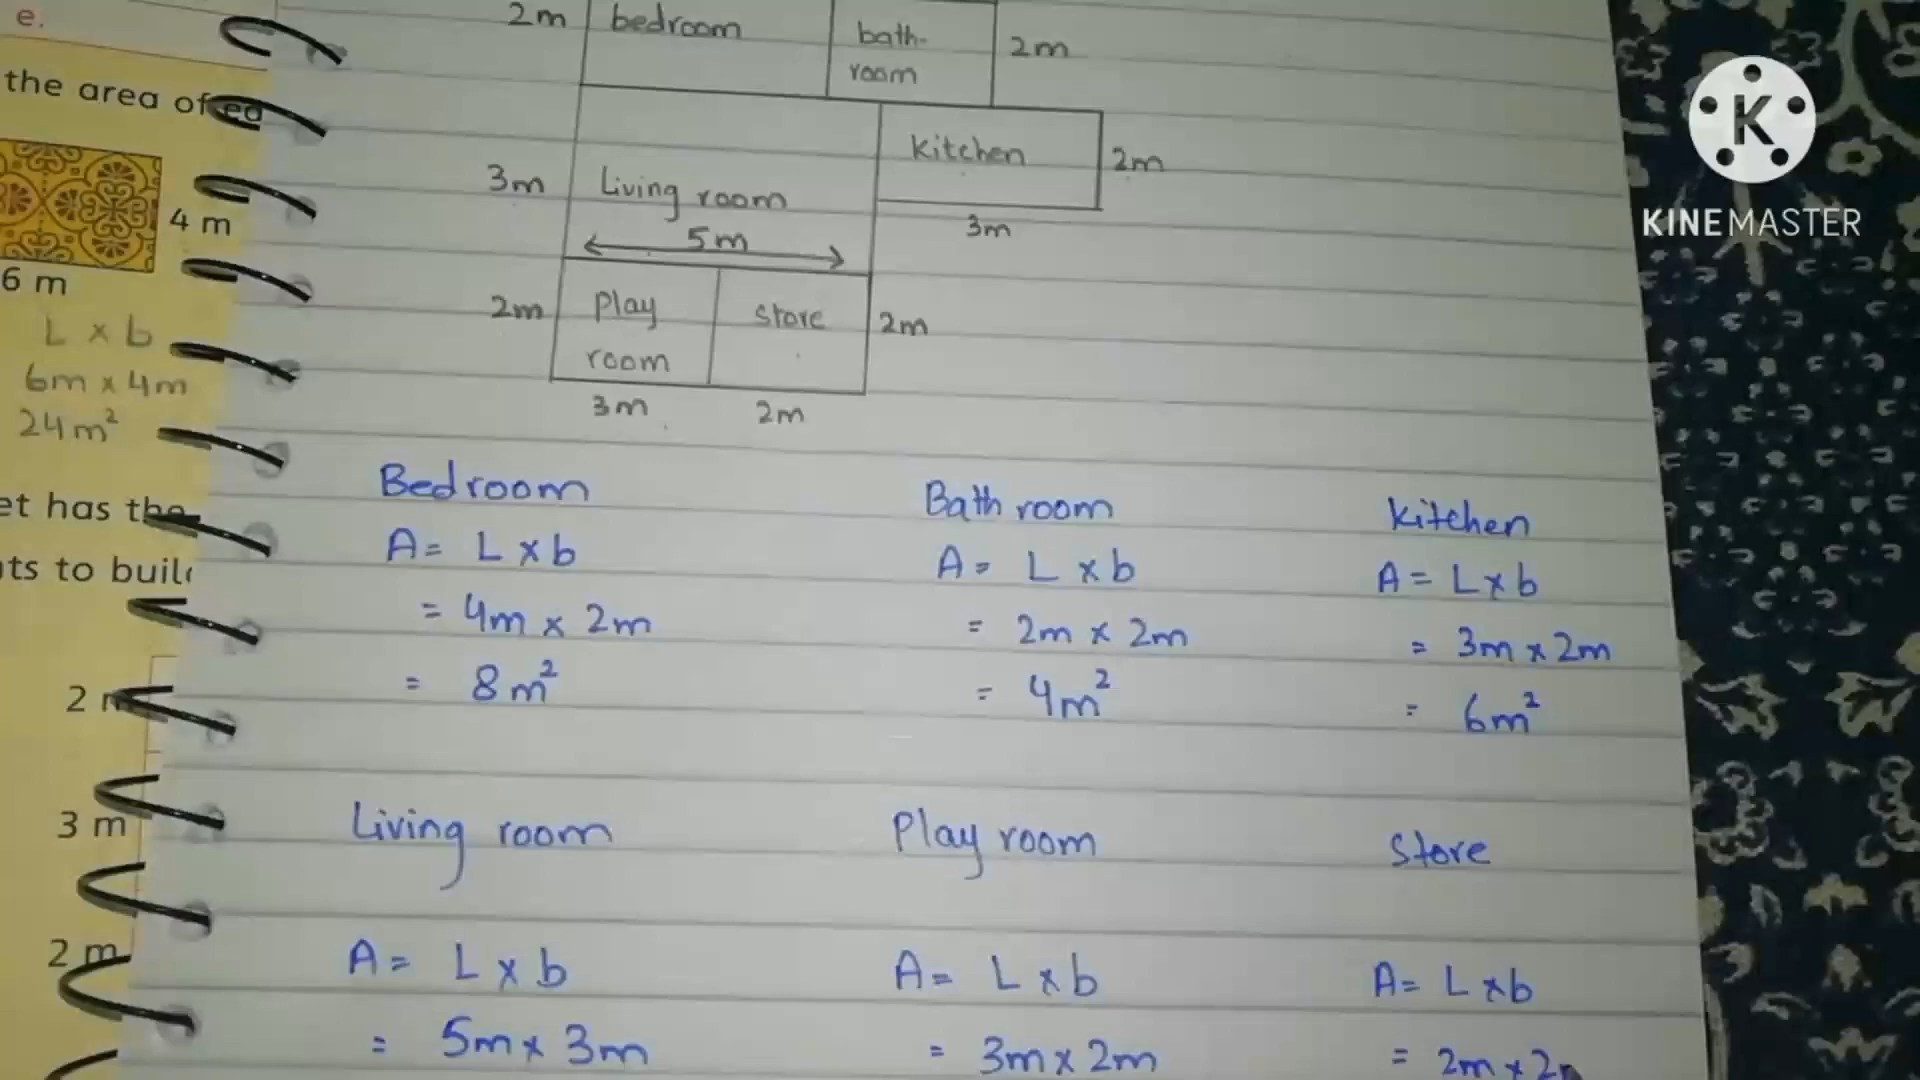 e.
the area of ea
4 m
6 m
L x b
6m x 4m
24m²
et has the
nts to buil
2
3 m
2 m
2m bedroom bath-room 2m
3m Living room kitchen 2m
5m 3m
2m Play room store 2m
3m 2m
Bedroom
A = L x b
= 4m x 2m
= 8m²
Bath room
A = L x b
= 2m x 2m
= 4m²
kitchen
A = L x b
= 3m x 2m
= 6m²
Living room
A = L x b
= 5m x 3m
Play room
A = L x b
= 3m x 2m
store
A = L x b
= 2m x 2m
K
KINEMASTER